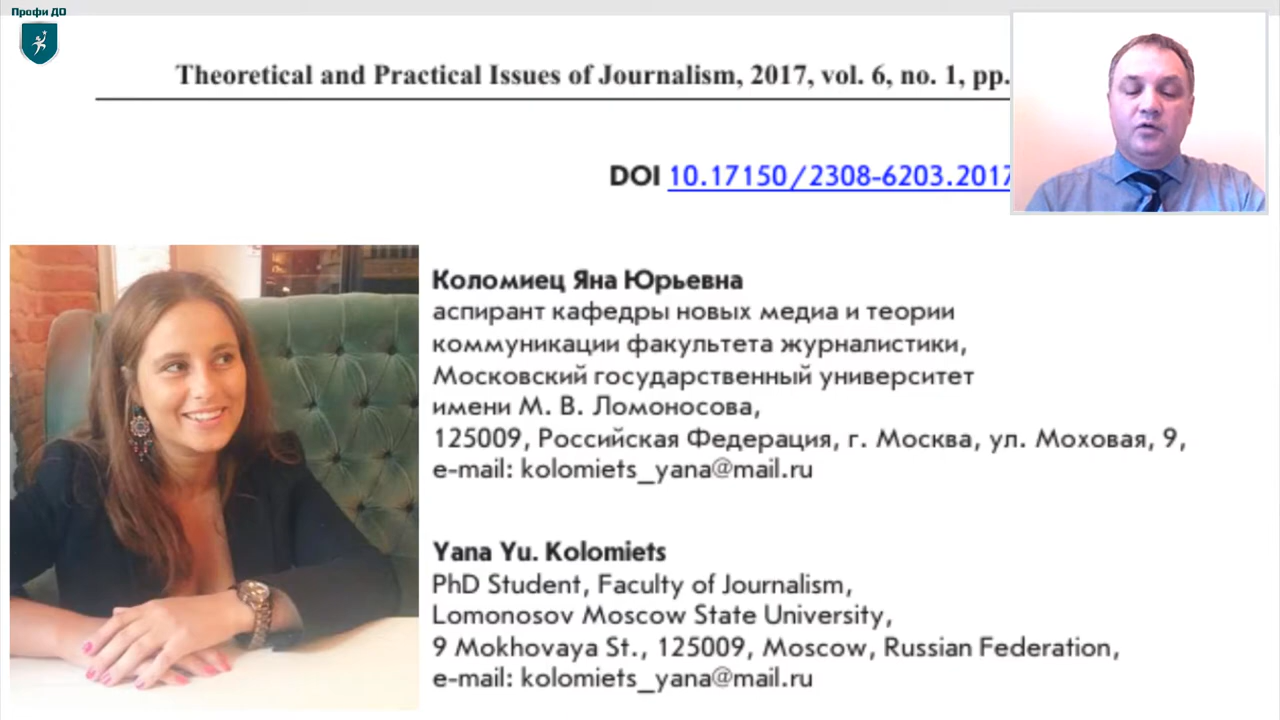 Профи ДО
Theoretical and Practical Issues of Journalism, 2017, vol. 6, no. 1, pp.
DOI 10.17150/2308-6203.2017
Коломиец Яна Юрьевна
аспирант кафедры новых медиа и теории
коммуникации факультета журналистики,
Московский государственный университет
имени М. В. Ломоносова,
125009, Российская Федерация, г. Москва, ул. Моховая, 9,
e-mail: kolomiets_yana@mail.ru
Yana Yu. Kolomiets
PhD Student, Faculty of Journalism,
Lomonosov Moscow State University,
9 Mokhovaya St., 125009, Moscow, Russian Federation,
e-mail: kolomiets_yana@mail.ru